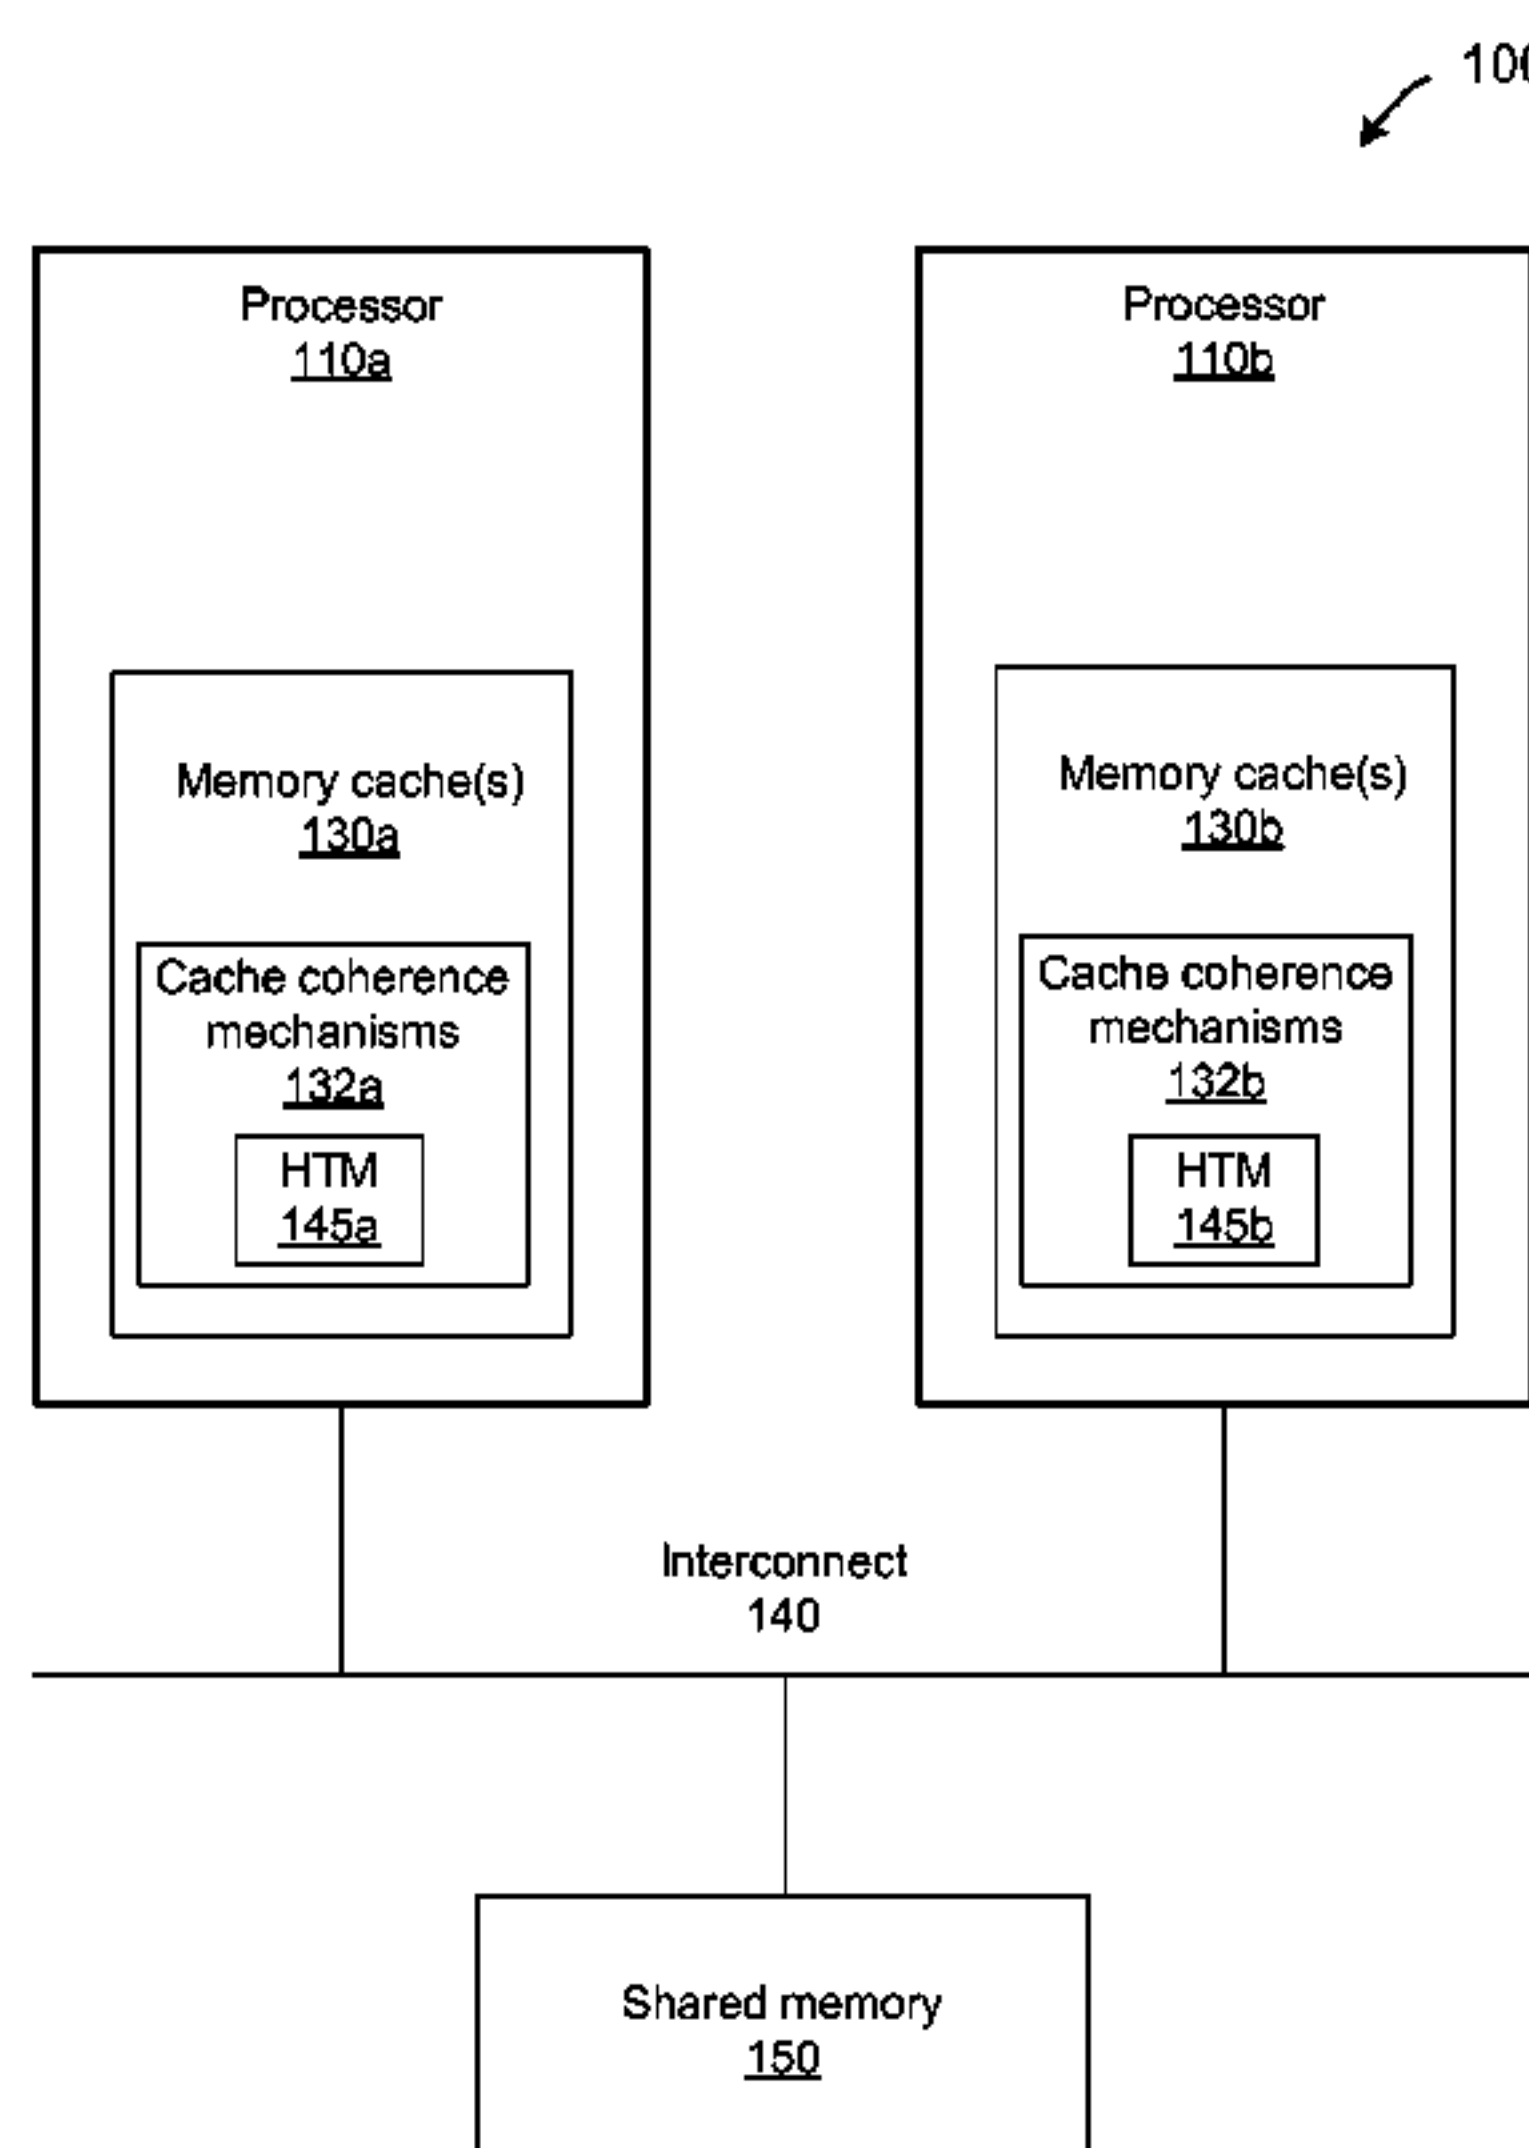 100
Processor
110a
Processor
110b
Memory cache(s)
130a
Memory cache(s)
130b
Cache coherence
mechanisms
132a
Cache coherence
mechanisms
132b
HTM
145a
HTM
145b
Interconnect
140
Shared memory
150